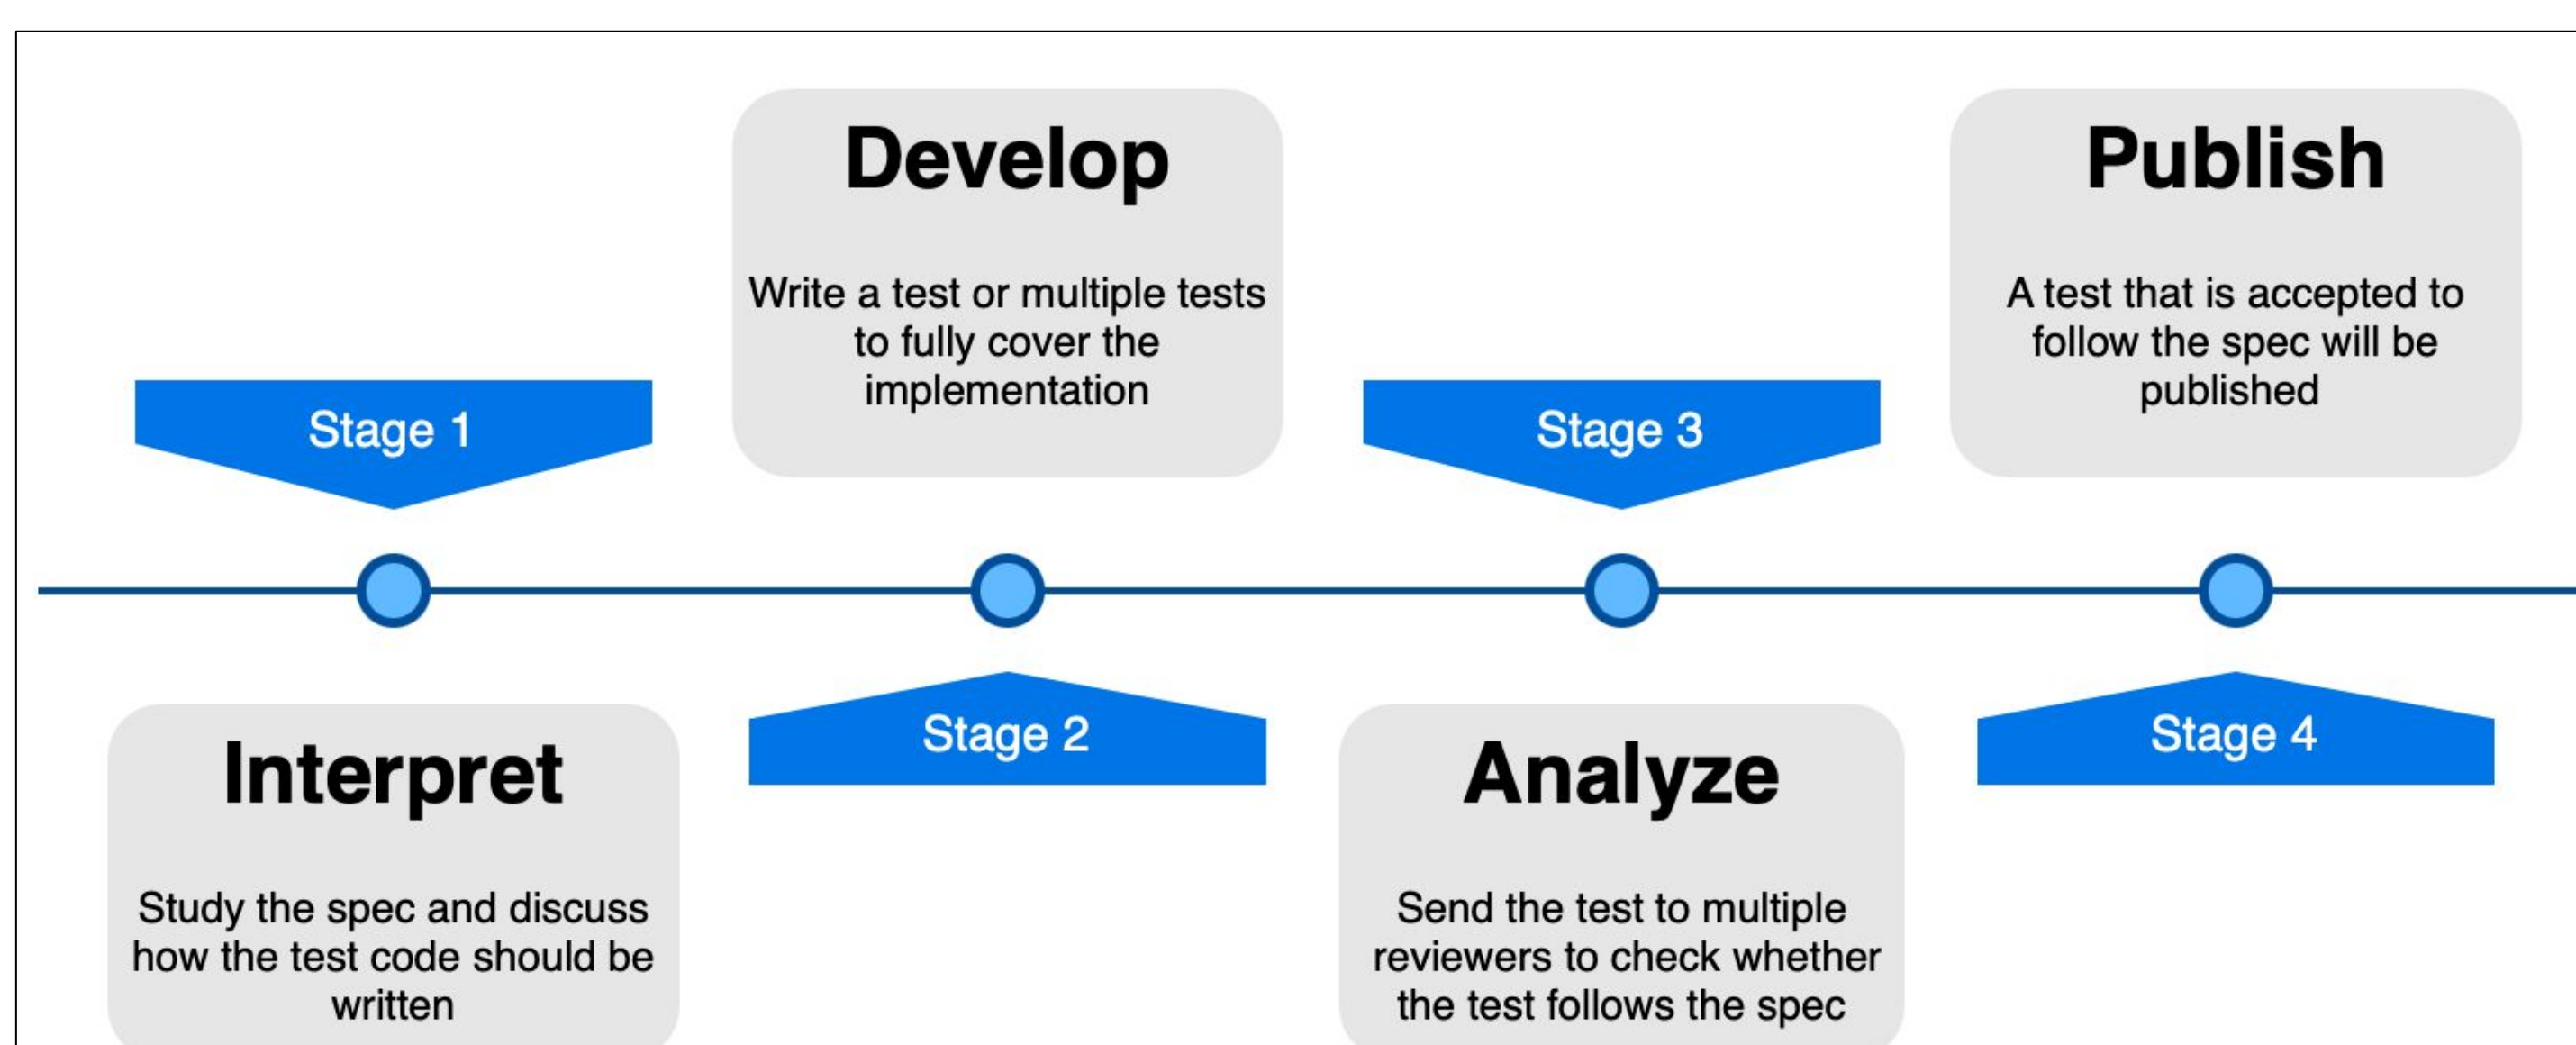 Stage 1
Interpret
Study the spec and discuss
how the test code should be
written
Develop
Write a test or multiple tests
to fully cover the
implementation
Stage 2
Stage 3
Analyze
Send the test to multiple
reviewers to check whether
the test follows the spec
Publish
A test that is accepted to
follow the spec will be
published
Stage 4